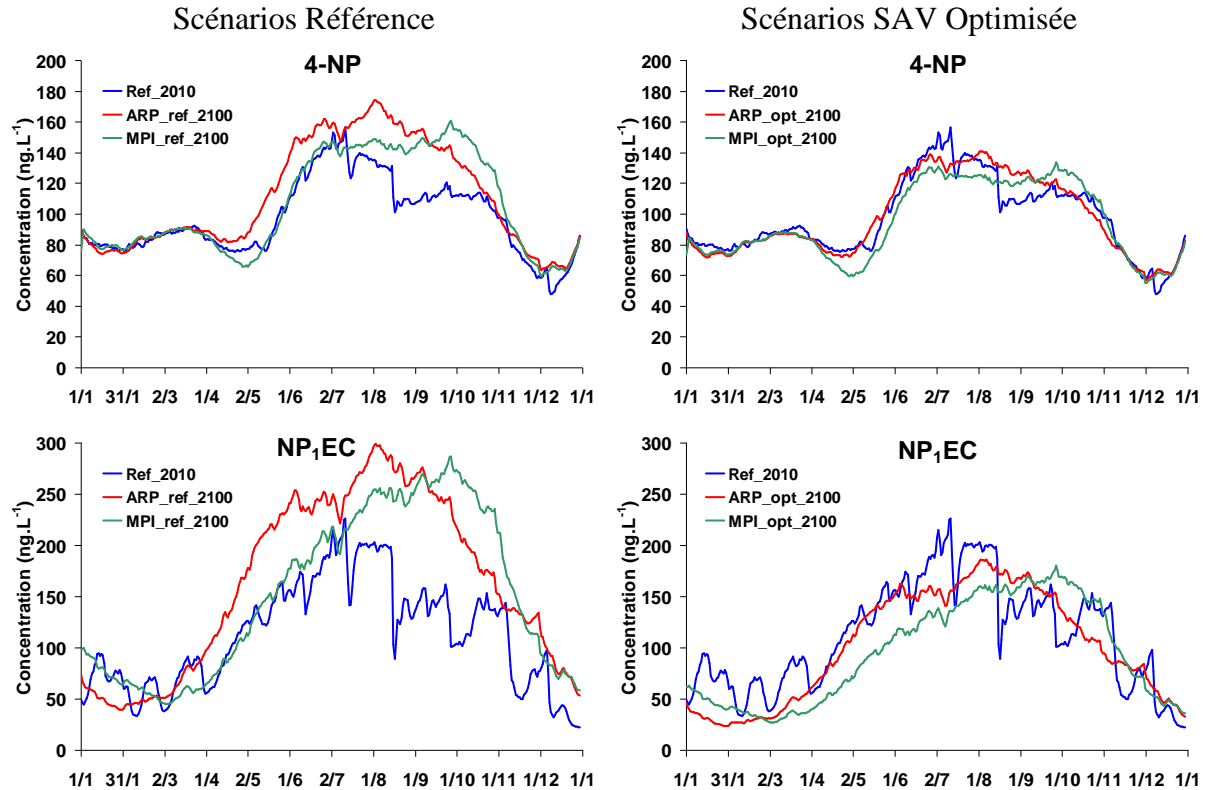 Scénarios Référence
Scénarios SAV Optimisée
4-NP
Ref_2010
ARP_ref_2100
MPI_ref_2100
Concentration (ng.L⁻¹)
200
180
160
140
120
100
80
60
40
20
0
1/1 31/1 2/3 1/4 2/5 1/6 2/7 1/8 1/9 1/10 1/11 1/12 1/1
4-NP
Ref_2010
ARP_opt_2100
MPI_opt_2100
Concentration (ng.L⁻¹)
200
180
160
140
120
100
80
60
40
20
0
1/1 31/1 2/3 1/4 2/5 1/6 2/7 1/8 1/9 1/10 1/11 1/12 1/1
NP₁EC
Ref_2010
ARP_ref_2100
MPI_ref_2100
Concentration (ng.L⁻¹)
300
250
200
150
100
50
0
1/1 31/1 2/3 1/4 2/5 1/6 2/7 1/8 1/9 1/10 1/11 1/12 1/1
NP₁EC
Ref_2010
ARP_opt_2100
MPI_opt_2100
Concentration (ng.L⁻¹)
300
250
200
150
100
50
0
1/1 31/1 2/3 1/4 2/5 1/6 2/7 1/8 1/9 1/10 1/11 1/12 1/1